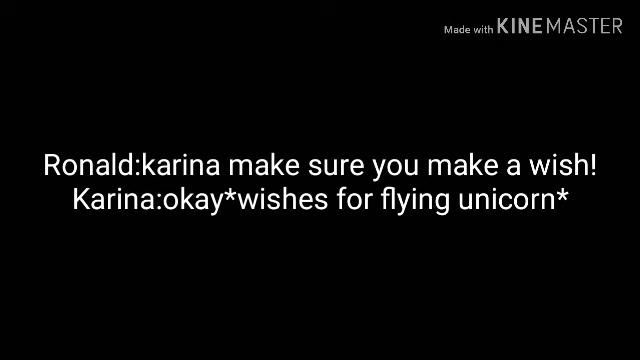 Made with KINEMASTER
Ronald:karina make sure you make a wish!
Karina:okay*wishes for flying unicorn*